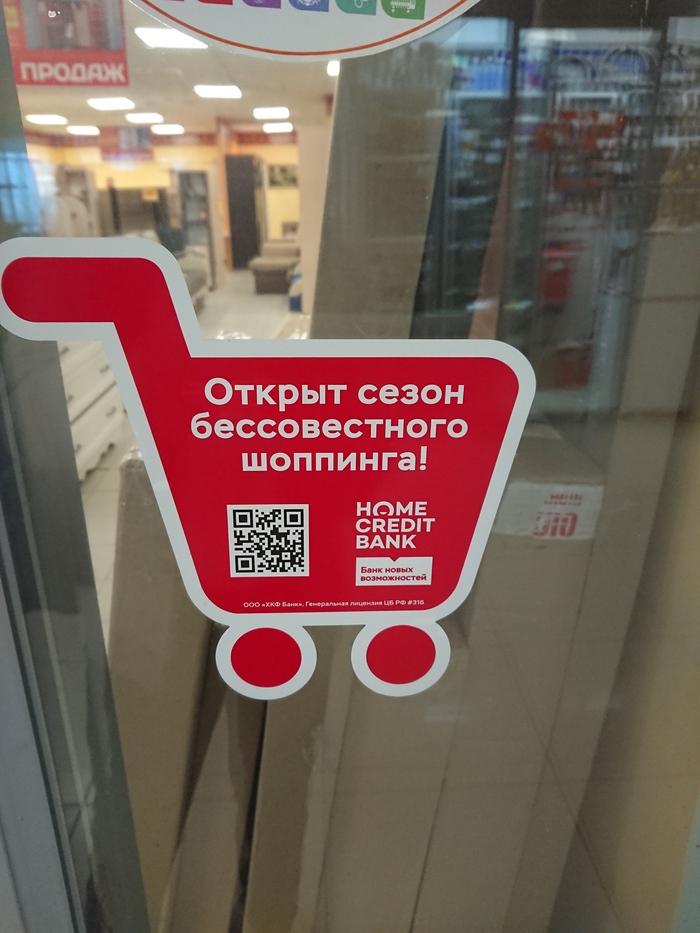 ПРОДАЖ
Открыт сезон
бессовестного
шоппинга!
HOME
CREDIT
BANK
Банк новых
возможностей
ООО «ХКФ Банк». Генеральная лицензия ЦБ РФ #316